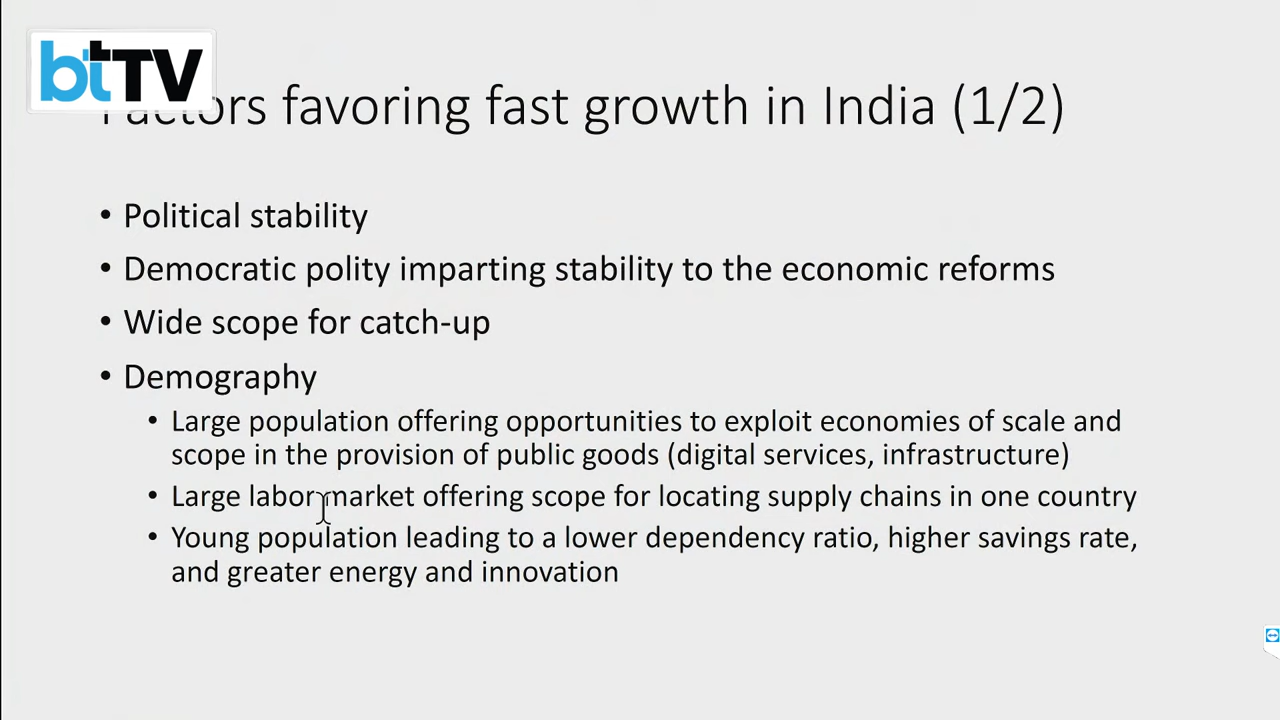 btTV
Factors favoring fast growth in India (1/2)
• Political stability
• Democratic polity imparting stability to the economic reforms
• Wide scope for catch-up
• Demography
• Large population offering opportunities to exploit economies of scale and
scope in the provision of public goods (digital services, infrastructure)
• Large labor market offering scope for locating supply chains in one country
• Young population leading to a lower dependency ratio, higher savings rate,
and greater energy and innovation